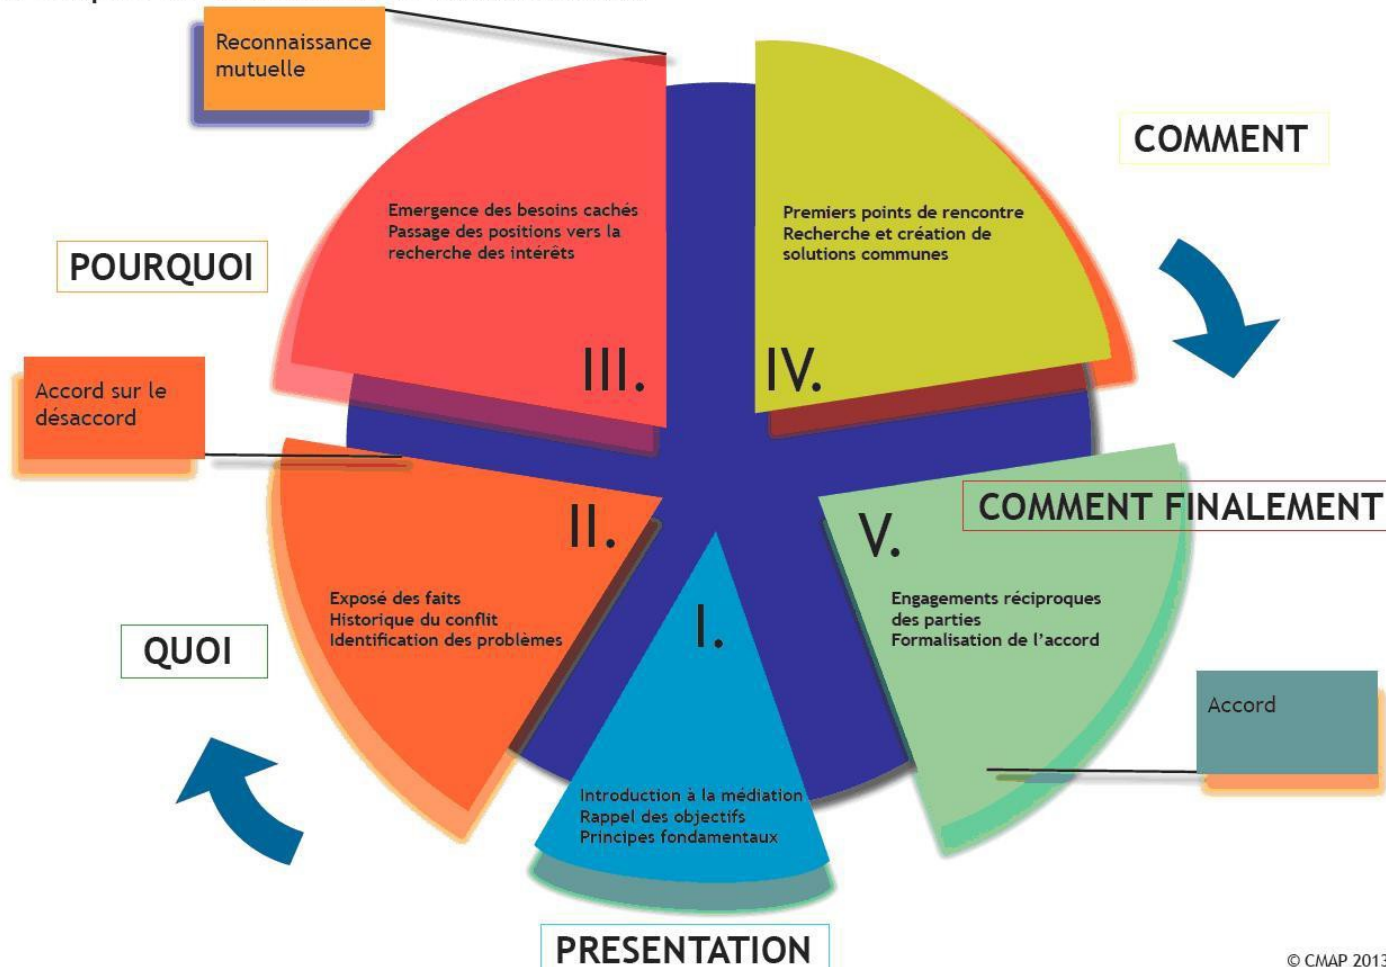 Reconnaissance
mutuelle
COMMENT
Emergence des besoins cachés
Passage des positions vers la
recherche des intérêts
Premiers points de rencontre
Recherche et création de
solutions communes
POURQUOI
III.
IV.
Accord sur le
désaccord
COMMENT FINALEMENT
II.
V.
Exposé des faits
Historique du conflit
Identification des problèmes
Engagements réciproques
des parties
Formalisation de l'accord
I.
QUOI
Accord
Introduction à la médiation
Rappel des objectifs
Principes fondamentaux
PRESENTATION
© CMAP 2013